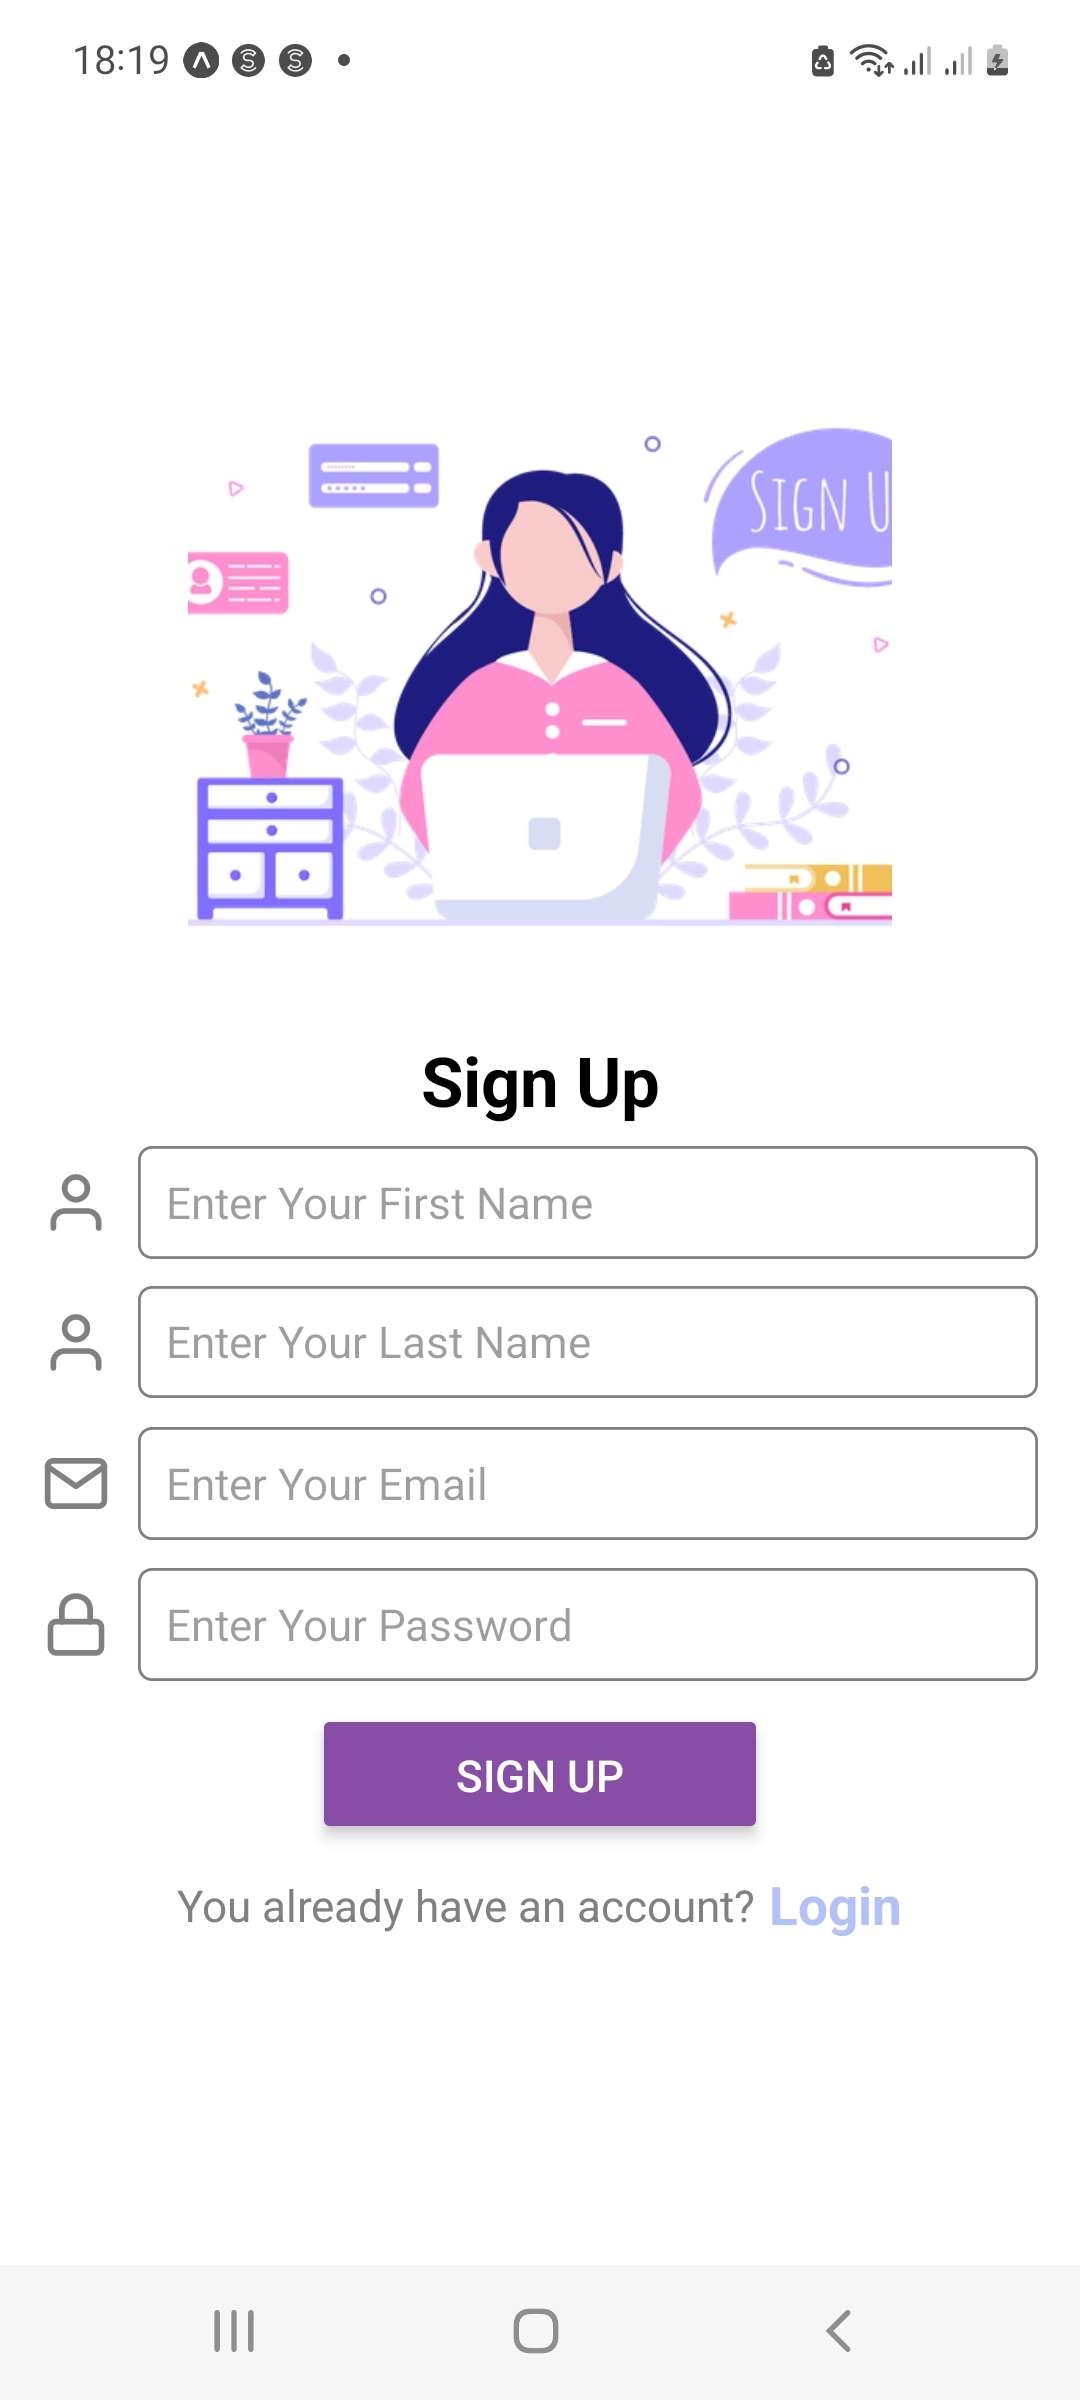 18:19
SIGN U
Sign Up
Enter Your First Name
Enter Your Last Name
Enter Your Email
Enter Your Password
SIGN UP
You already have an account? Login